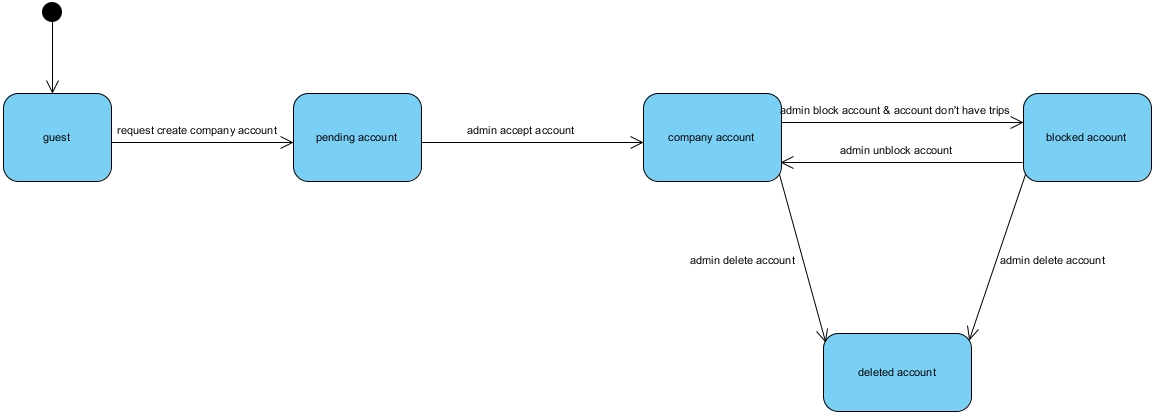 guest
request create company account
pending account
admin accept account
company account
admin block account & account don't have trips
admin unblock account
blocked acoount
admin delete account
admin delete account
deleted account